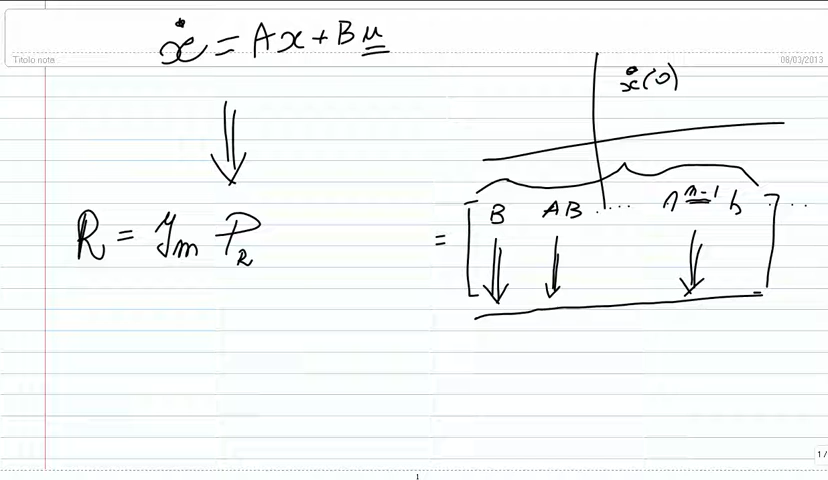 ẋ = Ax + Bu
Titolo nota
08/03/2013
ẋ(0)
R = Im P_R
= [ B AB .... A^{n-1} b ] ..
1/
1